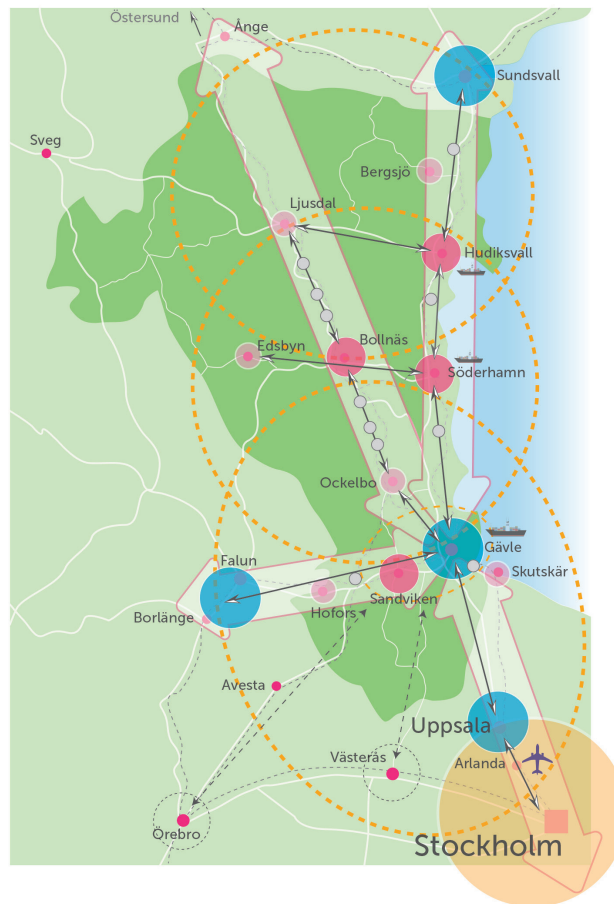 Östersund
Ånge
Sundsvall
Sveg
Bergsjö
Ljusdal
Hudiksvall
Edsbyn
Bollnäs
Söderhamn
Ockelbo
Gävle
Falun
Skutskär
Sandviken
Hofors
Borlänge
Avesta
Uppsala
Västerås
Arlanda
Örebro
Stockholm